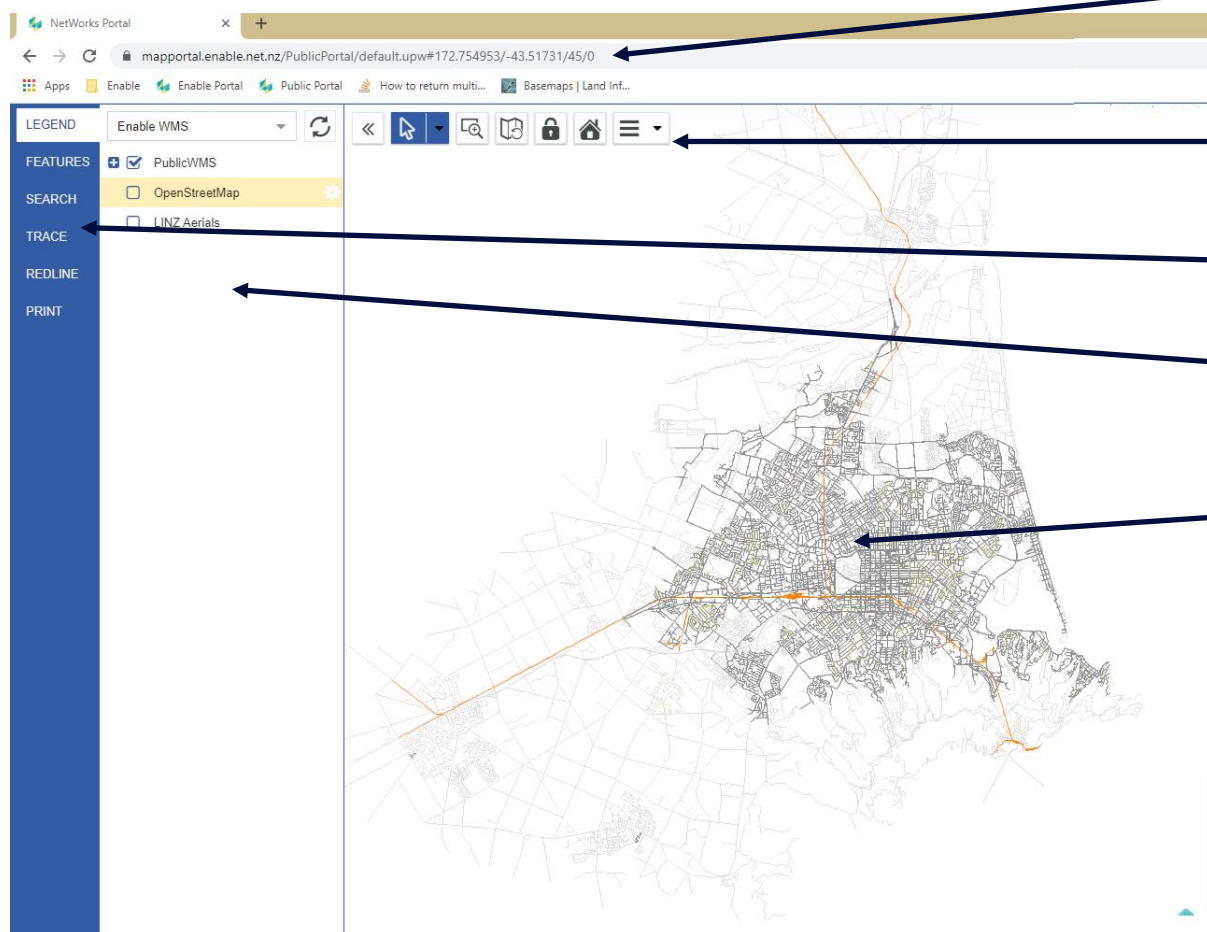 NetWorks Portal
mapportal.enable.net.nz/PublicPortal/default.upw#172.754953/-43.51731/45/0
Apps Enable Enable Portal Public Portal How to return multi... Basemaps | Land Inf...
LEGEND
FEATURES
SEARCH
TRACE
REDLINE
PRINT
Enable WMS
PublicWMS
OpenStreetMap
LINZ Aerials